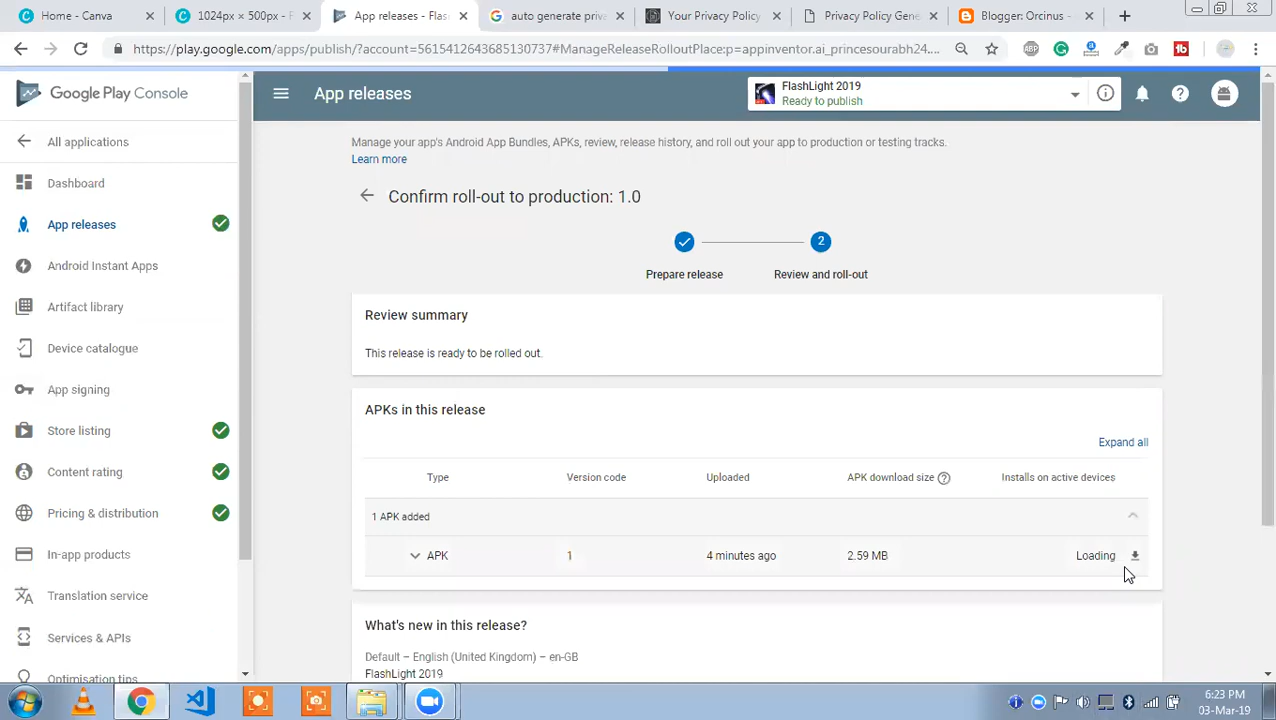 Home - Canva
1024px × 500px - F
App releases - Flas
auto generate priv
Your Privacy Policy
Privacy Policy Gene
Blogger: Orcinus -
https://play.google.com/apps/publish/?account=5615412643685130737#ManageReleaseRolloutPlace:p=appinventor.ai_princesourabh24...
Google Play Console
App releases
FlashLight 2019
Ready to publish
All applications
Dashboard
App releases
Android Instant Apps
Artifact library
Device catalogue
App signing
Store listing
Content rating
Pricing & distribution
In-app products
Translation service
Services & APIs
Optimisation tips
Manage your app's Android App Bundles, APKs, review, release history, and roll out your app to production or testing tracks.
Learn more
Confirm roll-out to production: 1.0
2
Prepare release
Review and roll-out
Review summary
This release is ready to be rolled out.
APKs in this release
Expand all
Type Version code Uploaded APK download size Installs on active devices
1 APK added
APK 1 4 minutes ago 2.59 MB Loading
What's new in this release?
Default – English (United Kingdom) – en-GB
FlashLight 2019
6:23 PM
03-Mar-19